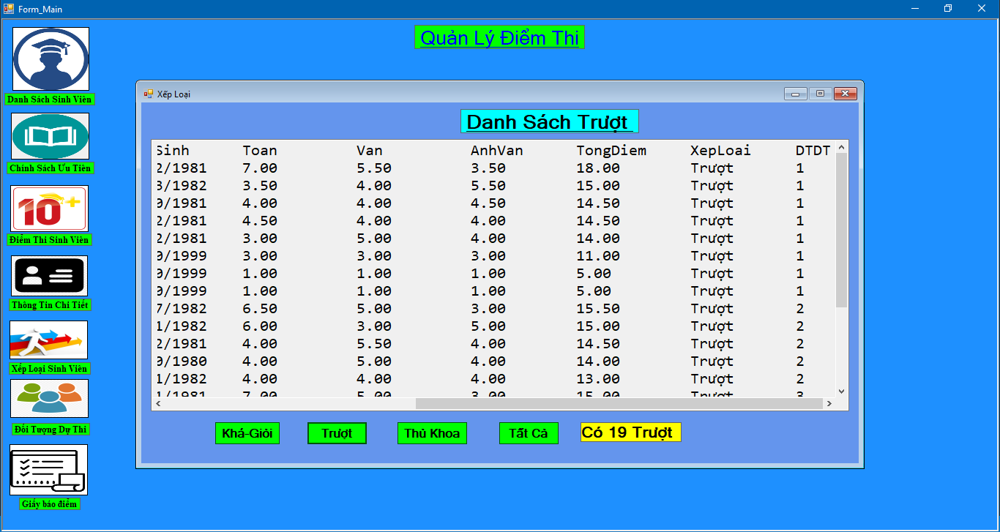 Form_Main
Quản Lý Điểm Thi
Danh Sách Sinh Viên
Chính Sách Ưu Tiên
10+
Điểm Thi Sinh Viên
Thông Tin Chi Tiết
Xếp Loại Sinh Viên
Đối Tượng Dự Thi
Giấy báo điểm
Xếp Loại
Danh Sách Trượt
Sinh Toan Van AnhVan TongDiem XepLoai DTDT
2/1981 7.00 5.50 3.50 18.00 Trượt 1
3/1982 3.50 4.00 5.50 15.00 Trượt 1
0/1981 4.00 4.00 4.50 14.50 Trượt 1
2/1981 4.50 4.00 4.00 14.50 Trượt 1
2/1981 3.00 5.00 4.00 14.00 Trượt 1
0/1999 3.00 3.00 3.00 11.00 Trượt 1
0/1999 1.00 1.00 1.00 5.00 Trượt 1
0/1999 1.00 1.00 1.00 5.00 Trượt 1
7/1982 6.50 5.00 3.00 15.50 Trượt 2
1/1982 6.00 3.00 5.00 15.00 Trượt 2
2/1981 4.00 5.50 4.00 14.50 Trượt 2
0/1980 4.00 5.00 4.00 14.00 Trượt 2
1/1982 4.00 4.00 4.00 13.00 Trượt 2
1/1981 7.00 5.00 3.00 15.00 Trượt 3
Khá-Giỏi Trượt Thủ Khoa Tất Cả Có 19 Trượt